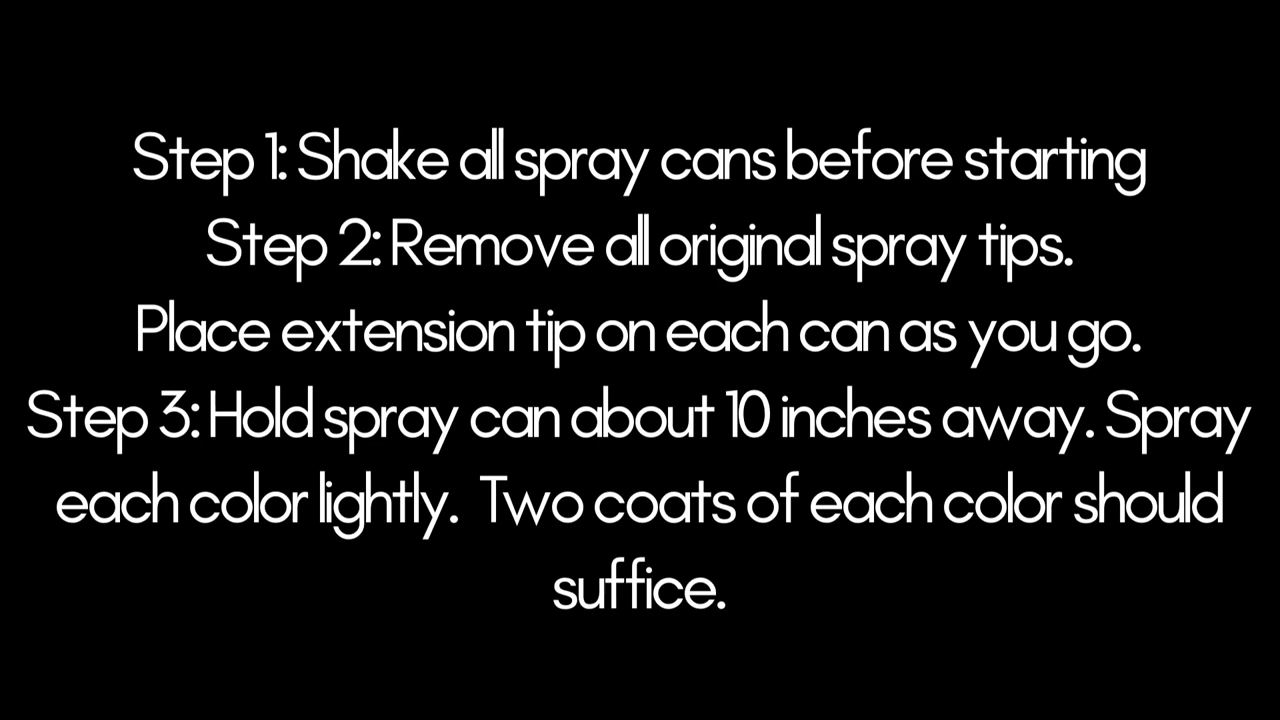 Step 1: Shake all spray cans before starting
Step 2: Remove all original spray tips.
Place extension tip on each can as you go.
Step 3: Hold spray can about 10 inches away. Spray
each color lightly.  Two coats of each color should
suffice.